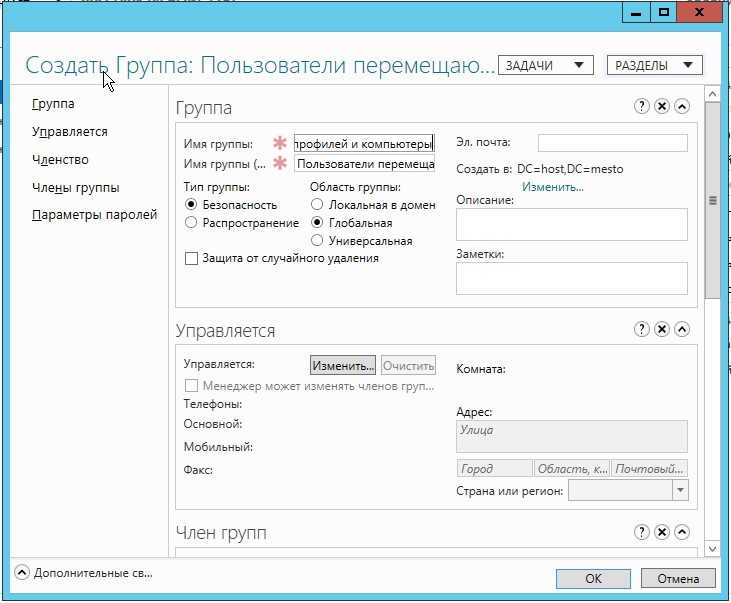 Создать Группа: Пользователи перемещаю...
ЗАДАЧИ
РАЗДЕЛЫ
Группа
Управляется
Членство
Члены группы
Параметры паролей
Группа
Имя группы: * профилей и компьютеры
Имя группы (... * Пользователи перемеща
Тип группы:
Безопасность
Распространение
Область группы:
Локальная в домен
Глобальная
Универсальная
Защита от случайного удаления
Эл. почта:
Создать в: DC=host,DC=mesto
Изменить...
Описание:
Заметки:
Управляется
Управляется: Изменить... Очистить
Менеджер может изменять членов груп...
Телефоны:
Основной:
Мобильный:
Факс:
Комната:
Адрес:
Улица
Город Область, к... Почтовый...
Страна или регион:
Член групп
Дополнительные св...
ОК
Отмена